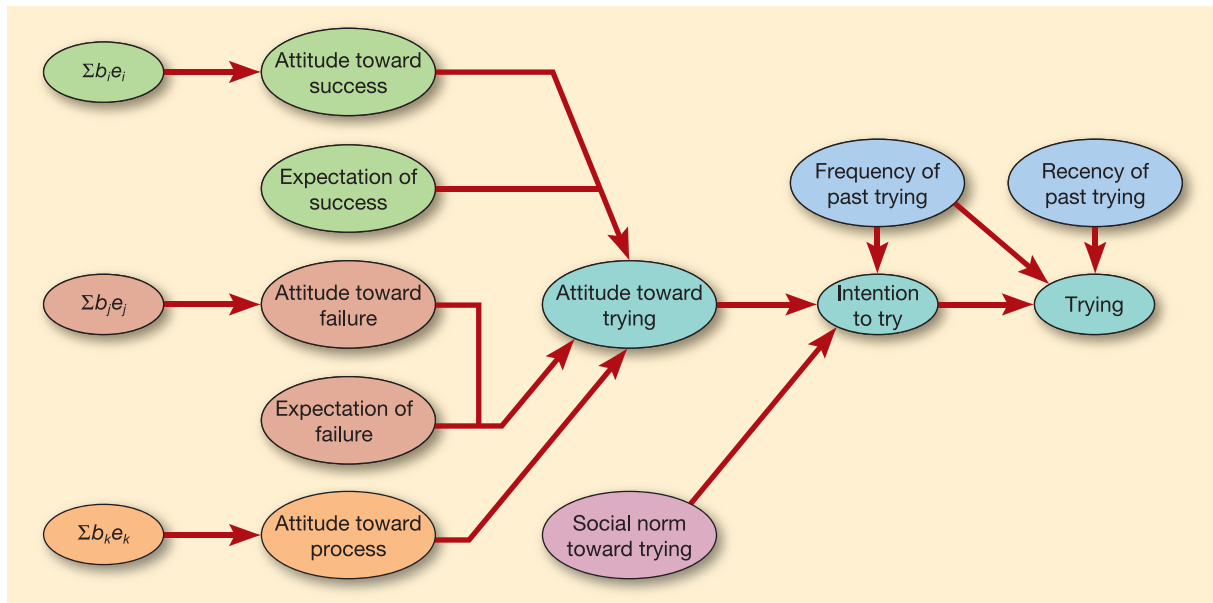 Σbᵢeᵢ
Attitude toward
success
Expectation of
success
Frequency of
past trying
Recency of
past trying
Σbⱼeⱼ
Attitude toward
failure
Attitude toward
trying
Intention
to try
Trying
Expectation of
failure
Σbₖeₖ
Attitude toward
process
Social norm
toward trying